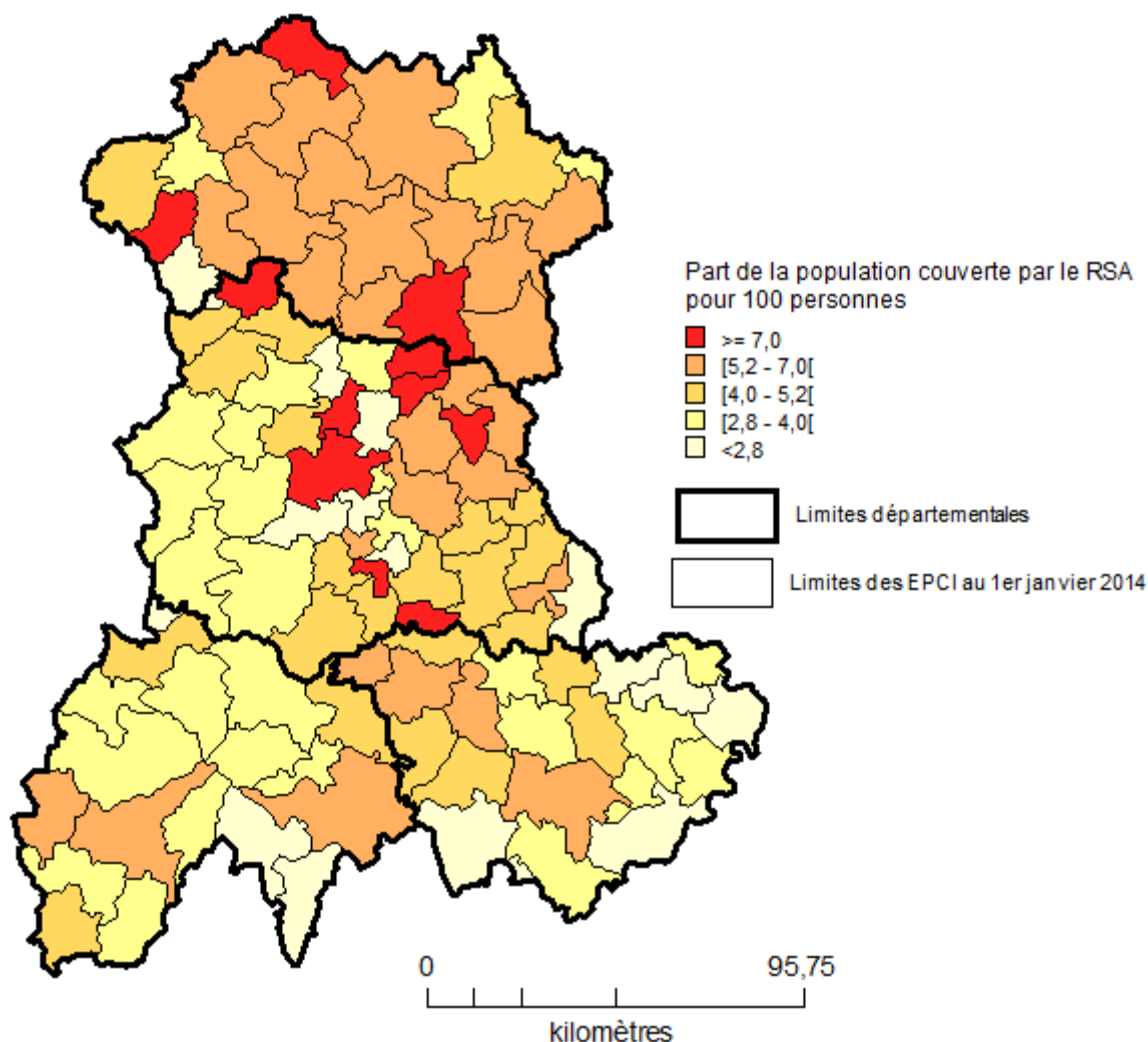 Part de la population couverte par le RSA
pour 100 personnes
>= 7,0
[5,2 - 7,0[
[4,0 - 5,2[
[2,8 - 4,0[
<2,8
Limites départementales
Limites des EPCI au 1er janvier 2014
0 95,75
kilomètres